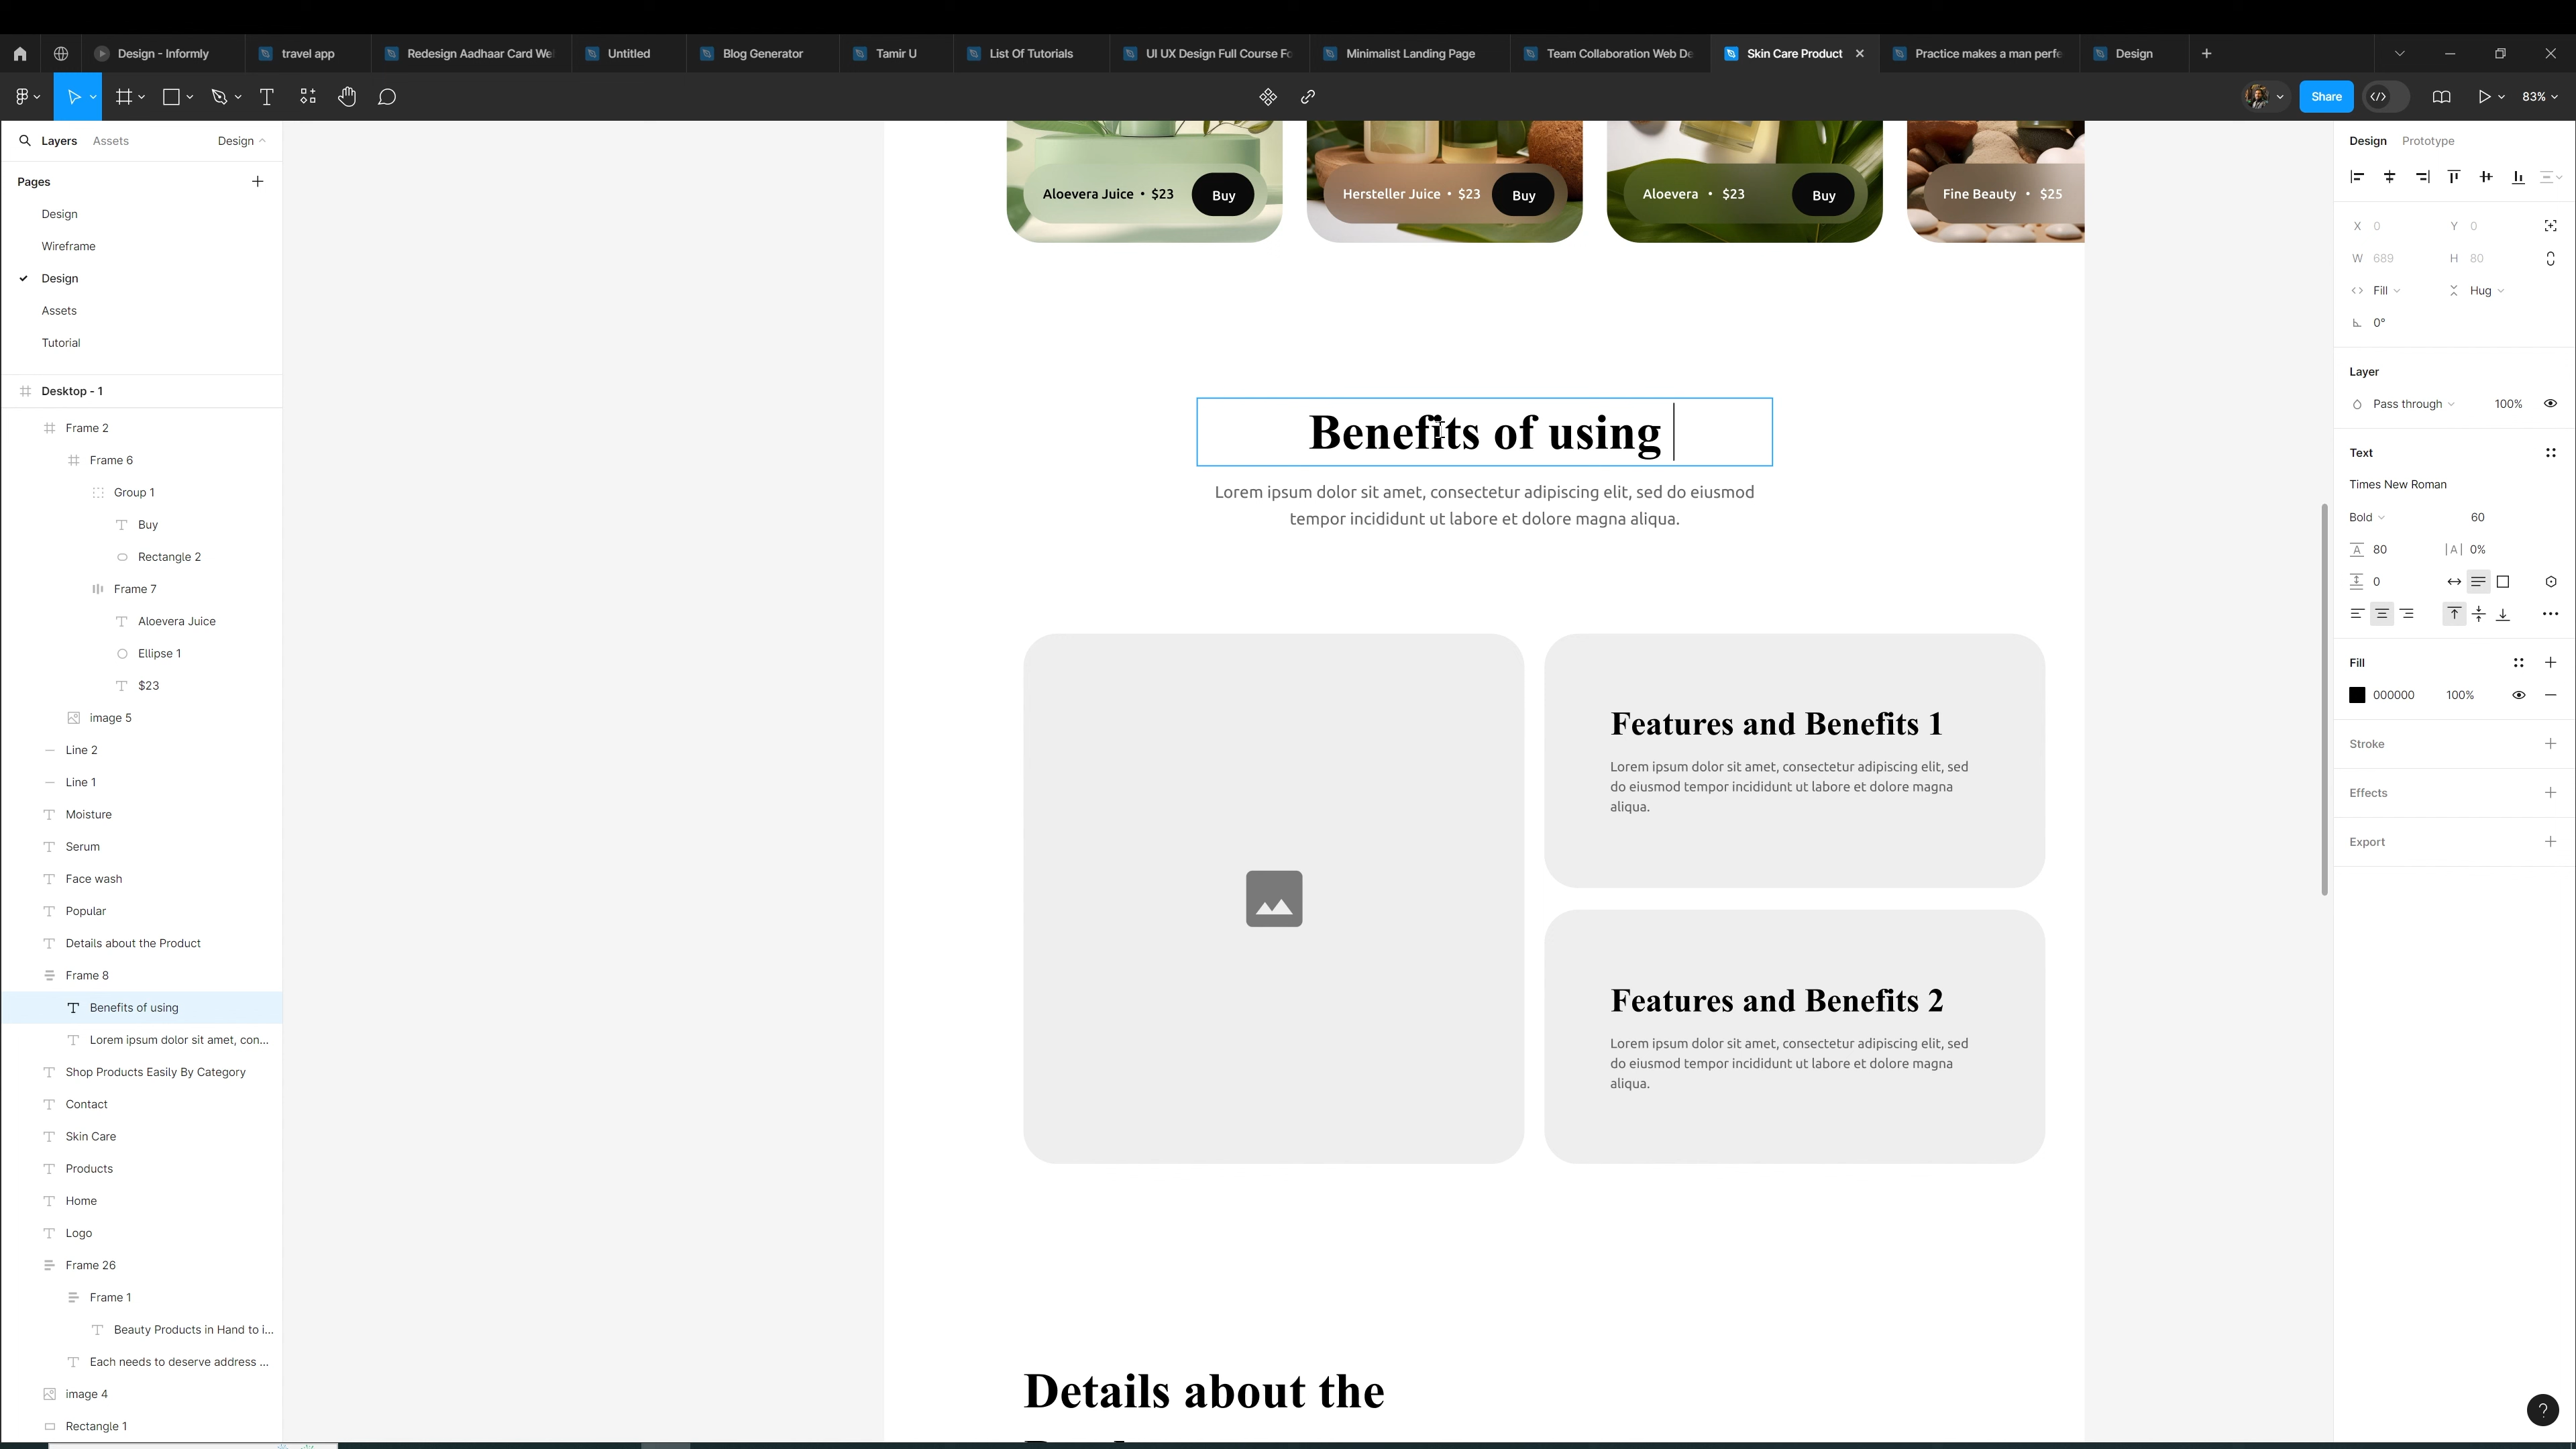 Design - Informly
travel app
Redesign Aadhaar Card We
Untitled
Blog Generator
Tamir U
List Of Tutorials
UI UX Design Full Course Fo
Minimalist Landing Page
Team Collaboration Web De
Skin Care Product
Practice makes a man perfe
Design
Share
83%
Layers
Assets
Design
Pages
Design
Wireframe
Design
Assets
Tutorial
Desktop - 1
Frame 2
Frame 6
Group 1
Buy
Rectangle 2
Frame 7
Aloevera Juice
Ellipse 1
$23
image 5
Line 2
Line 1
Moisture
Serum
Face wash
Popular
Details about the Product
Frame 8
Benefits of using
Lorem ipsum dolor sit amet, con...
Shop Products Easily By Category
Contact
Skin Care
Products
Home
Logo
Frame 26
Frame 1
Beauty Products in Hand to i...
Each needs to deserve address ...
image 4
Rectangle 1
Aloevera Juice • $23
Buy
Hersteller Juice • $23
Buy
Aloevera • $23
Buy
Fine Beauty • $25
Benefits of using
Lorem ipsum dolor sit amet, consectetur adipiscing elit, sed do eiusmod
tempor incididunt ut labore et dolore magna aliqua.
Features and Benefits 1
Lorem ipsum dolor sit amet, consectetur adipiscing elit, sed
do eiusmod tempor incididunt ut labore et dolore magna
aliqua.
Features and Benefits 2
Lorem ipsum dolor sit amet, consectetur adipiscing elit, sed
do eiusmod tempor incididunt ut labore et dolore magna
aliqua.
Details about the
Design
Prototype
X 0
Y 0
W 689
H 80
Fill
Hug
0°
Layer
Pass through
100%
Text
Times New Roman
Bold
60
80
0%
0
Fill
000000
100%
Stroke
Effects
Export
?